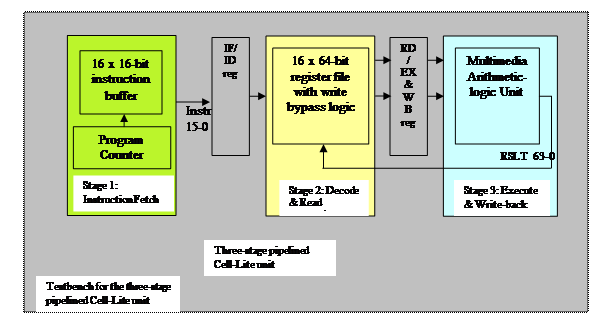 16 x 16-bit
instruction
buffer
Program
Counter
Stage 1:
Instruction Fetch
Instr
15-0
IF/
ID
reg
16 x 64-bit
register file
with write
bypass logic
Stage 2: Decode
& Read
RD
/
EX
&
W
B
reg
Multimedia
Arithmetic-
logic Unit
RSLT 63-0
Stage 3: Execute
& Write-back
Three-stage pipelined
Cell-Lite unit
Testbench for the three-stage
pipelined Cell-Lite unit